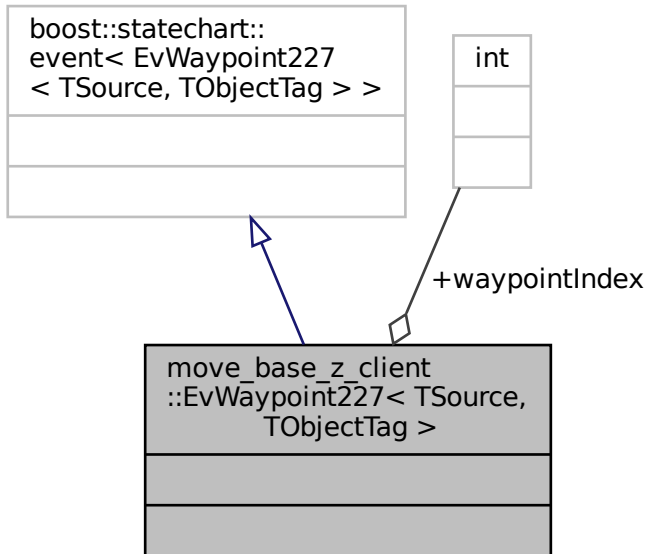 boost::statechart::
event< EvWaypoint227
< TSource, TObjectTag > >
int
+waypointIndex
move_base_z_client
::EvWaypoint227< TSource,
TObjectTag >